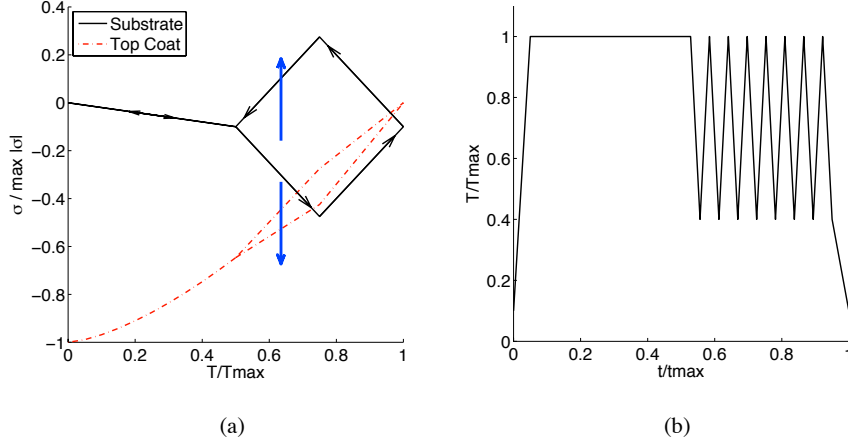 Substrate
Top Coat
0.4
0.2
0
−0.2
−0.4
−0.6
−0.8
−1
σ / max |σ|
0 0.2 0.4 0.6 0.8 1
T/Tmax
(a)
1
0.8
0.6
0.4
0.2
0
T/Tmax
0 0.2 0.4 0.6 0.8 1
t/tmax
(b)